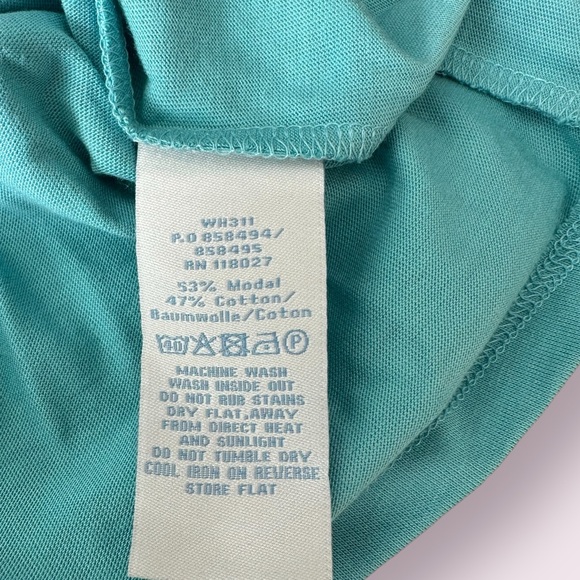 WH311
P.O 858494/
858495
RN 118027
53% Modal
47% Cotton/
Baumwolle/Coton
40 P
MACHINE WASH
WASH INSIDE OUT
DO NOT RUB STAINS
DRY FLAT,AWAY
FROM DIRECT HEAT
AND SUNLIGHT
DO NOT TUMBLE DRY
COOL IRON ON REVERSE
STORE FLAT